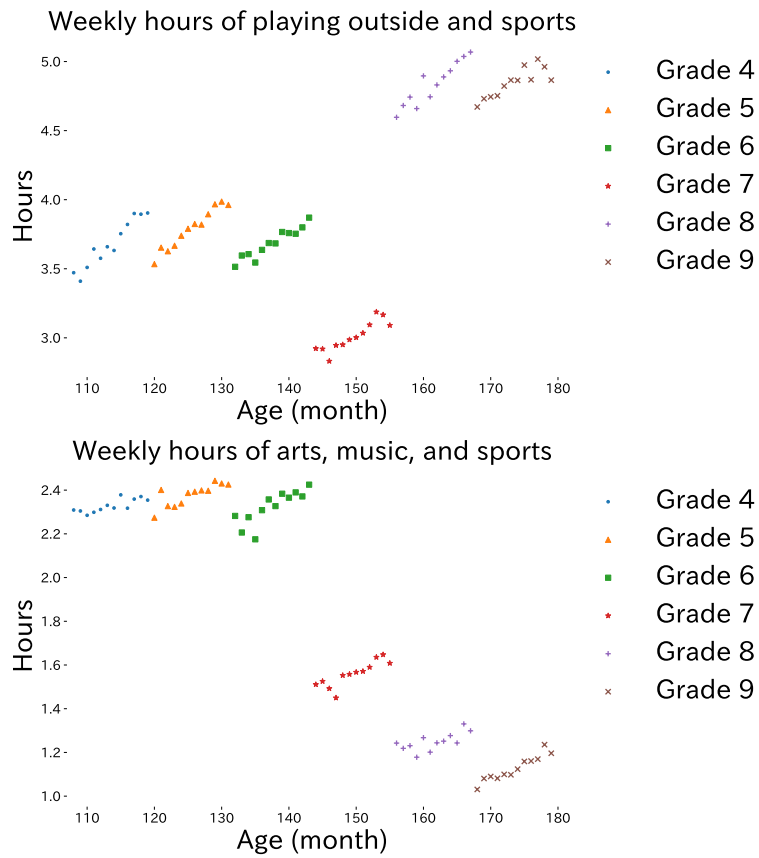 Weekly hours of playing outside and sports
5.0
4.5
4.0
3.5
3.0
Hours
110 120 130 140 150 160 170 180
Age (month)
Grade 4
Grade 5
Grade 6
Grade 7
Grade 8
Grade 9
Weekly hours of arts, music, and sports
2.4
2.2
2.0
1.8
1.6
1.4
1.2
1.0
Hours
110 120 130 140 150 160 170 180
Age (month)
Grade 4
Grade 5
Grade 6
Grade 7
Grade 8
Grade 9